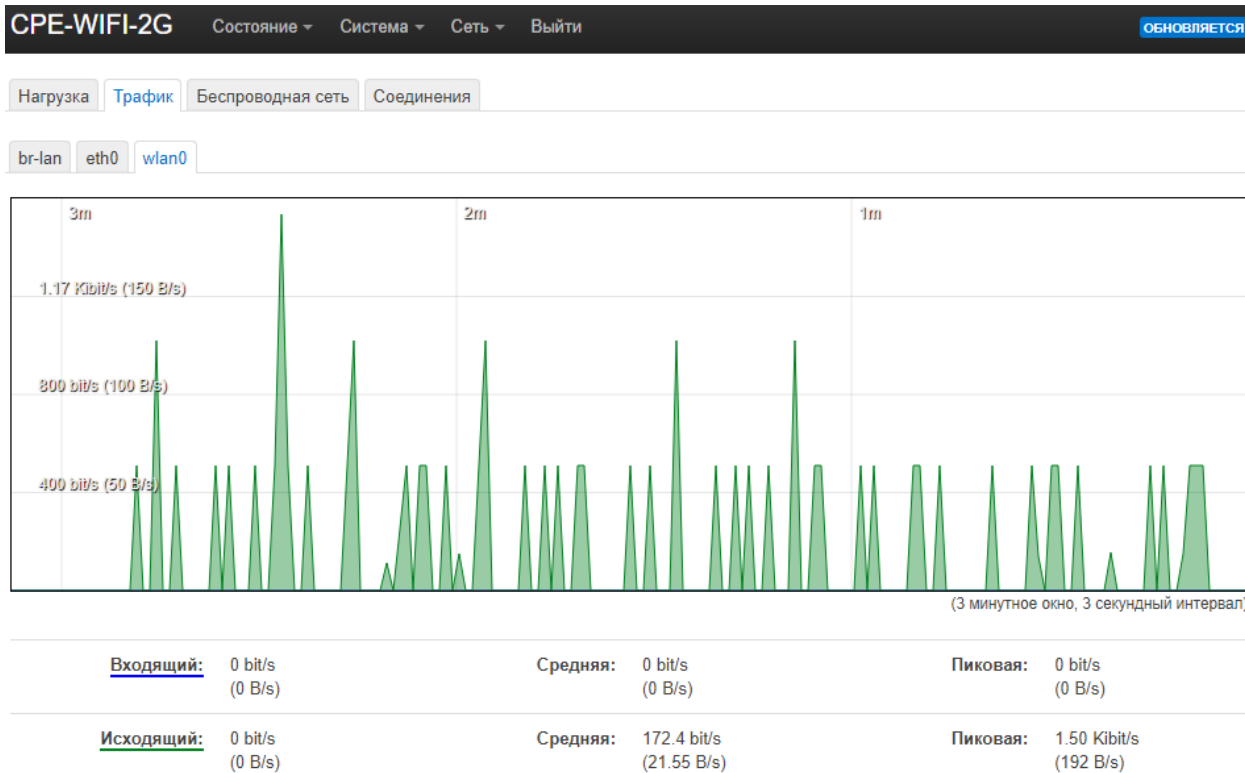 CPE-WIFI-2G Состояние Система Сеть Выйти ОБНОВЛЯЕТСЯ
Нагрузка Трафик Беспроводная сеть Соединения
br-lan eth0 wlan0
3m 2m 1m
1.17 Kibit/s (150 B/s)
800 bit/s (100 B/s)
400 bit/s (50 B/s)
(3 минутное окно, 3 секундный интервал)
Входящий: 0 bit/s Средняя: 0 bit/s Пиковая: 0 bit/s
(0 B/s) (0 B/s) (0 B/s)
Исходящий: 0 bit/s Средняя: 172.4 bit/s Пиковая: 1.50 Kibit/s
(0 B/s) (21.55 B/s) (192 B/s)